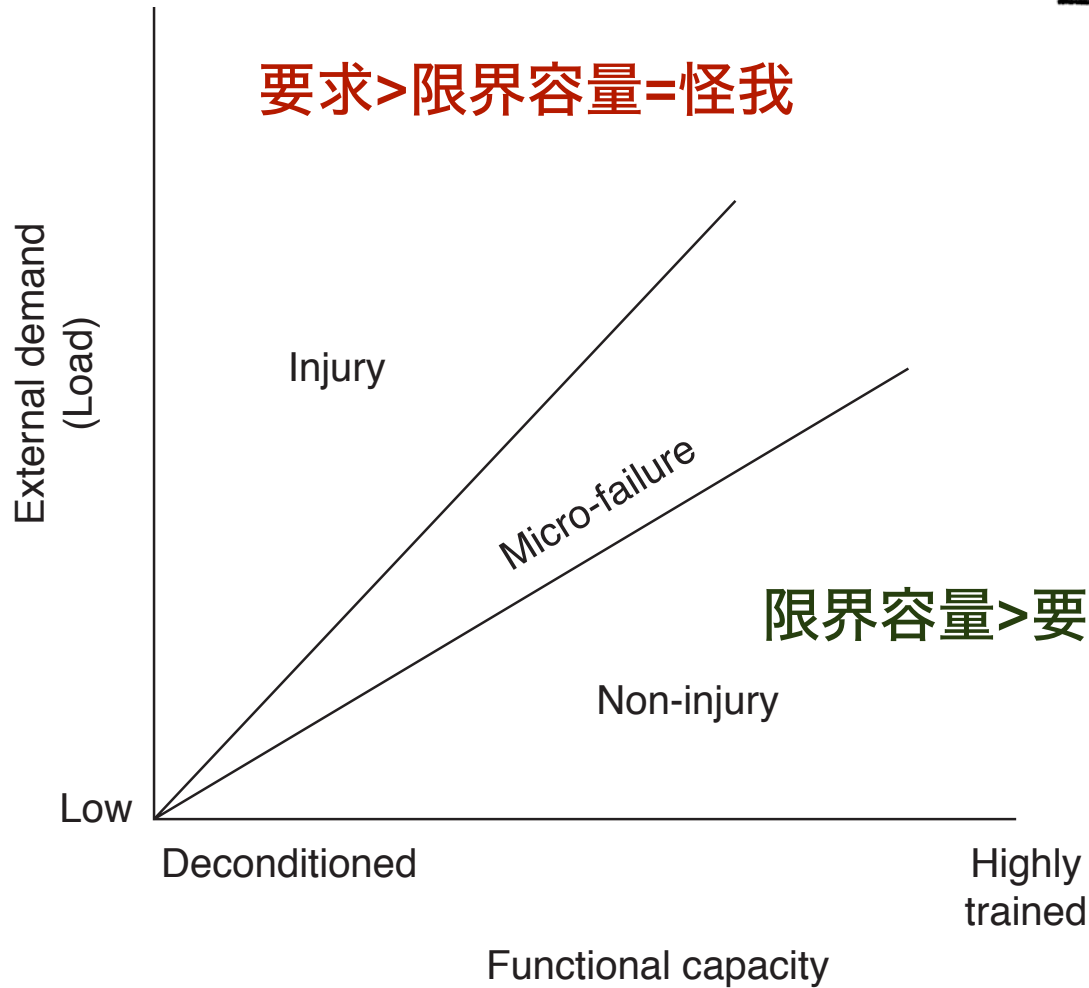 要求>限界容量=怪我
External demand
(Load)
Injury
Micro-failure
限界容量>要
Non-injury
Low
Deconditioned
Highly
trained
Functional capacity